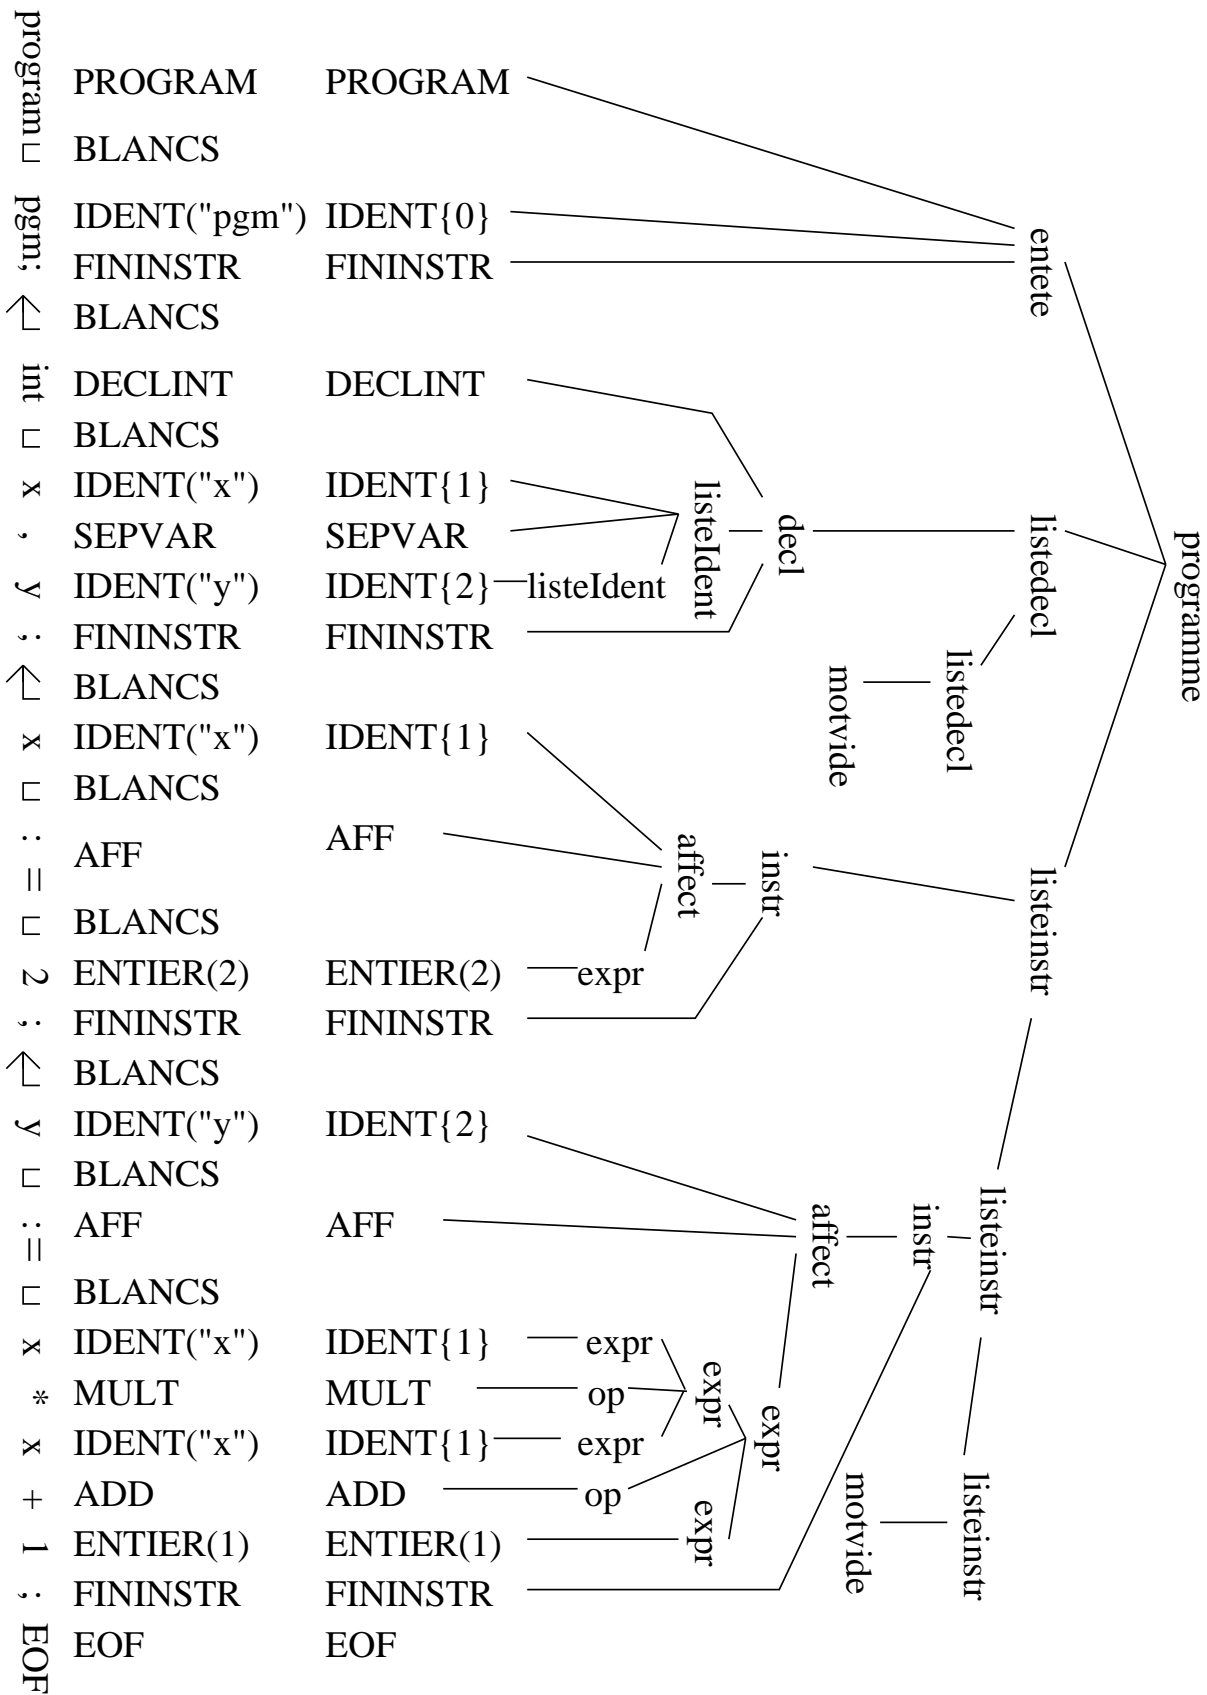 program ⊔ PROGRAM PROGRAM
BLANCS
pgm; IDENT("pgm") IDENT{0} entete
FININSTR FININSTR
↵ BLANCS
int DECLINT DECLINT
⊔ BLANCS
x IDENT("x") IDENT{1} listeIdent
, SEPVAR SEPVAR decl listedecl
y IDENT("y") IDENT{2} listeIdent programme
; FININSTR FININSTR
↵ BLANCS motvide listedecl
x IDENT("x") IDENT{1}
⊔ BLANCS
:= AFF AFF affect instr
⊔ BLANCS listeinstr
2 ENTIER(2) ENTIER(2) expr
; FININSTR FININSTR
↵ BLANCS
y IDENT("y") IDENT{2}
⊔ BLANCS
:= AFF AFF affect instr listeinstr
⊔ BLANCS
x IDENT("x") IDENT{1} expr
* MULT MULT op expr
x IDENT("x") IDENT{1} expr expr
+ ADD ADD op
1 ENTIER(1) ENTIER(1) expr motvide listeinstr
; FININSTR FININSTR
EOF EOF EOF